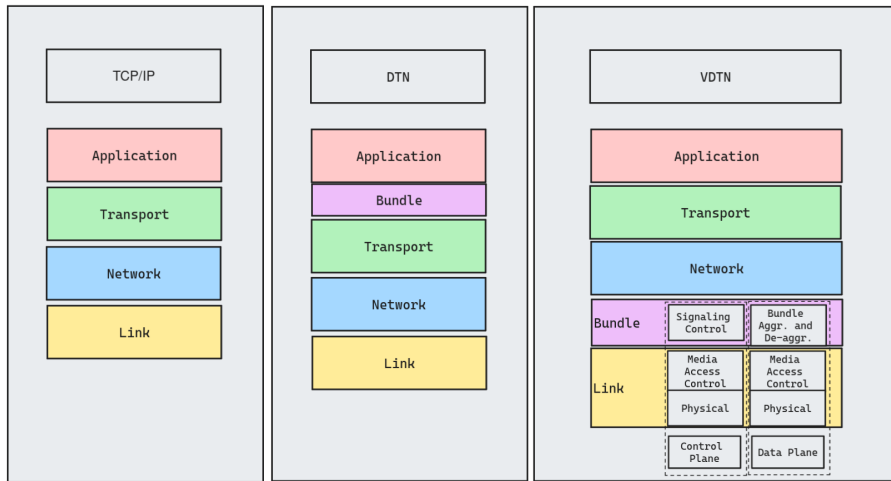 TCP/IP
Application
Transport
Network
Link
DTN
Application
Bundle
Transport
Network
Link
VDTN
Application
Transport
Network
Bundle
Signaling
Control
Bundle
Aggr. and
De-aggr.
Link
Media
Access
Control
Physical
Media
Access
Control
Physical
Control
Plane
Data Plane